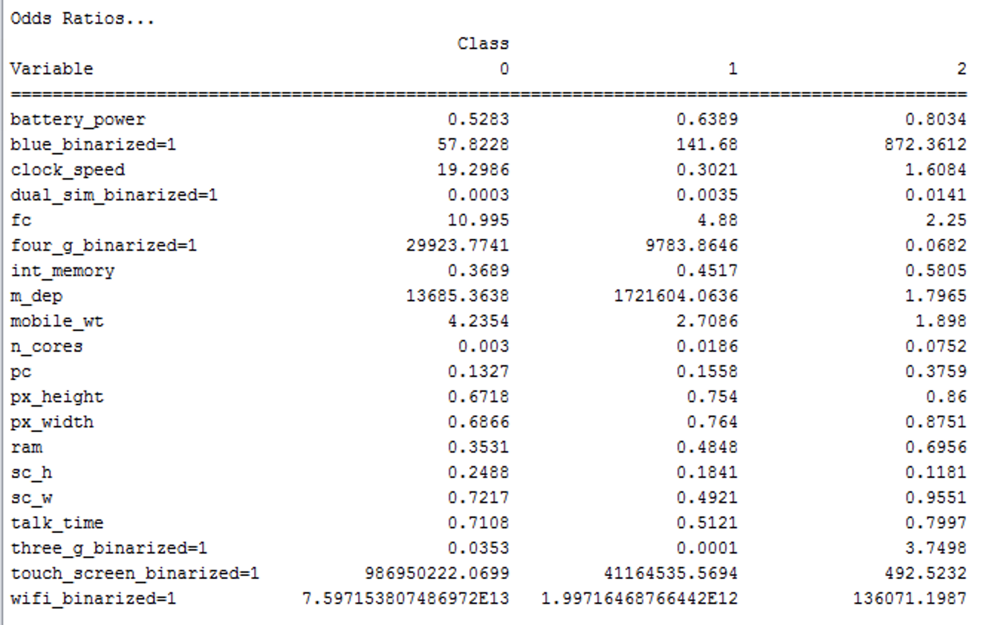 Odds Ratios...
Class
Variable 0 1 2
============================================================================================
battery_power 0.5283 0.6389 0.8034
blue_binarized=1 57.8228 141.68 872.3612
clock_speed 19.2986 0.3021 1.6084
dual_sim_binarized=1 0.0003 0.0035 0.0141
fc 10.995 4.88 2.25
four_g_binarized=1 29923.7741 9783.8646 0.0682
int_memory 0.3689 0.4517 0.5805
m_dep 13685.3638 1721604.0636 1.7965
mobile_wt 4.2354 2.7086 1.898
n_cores 0.003 0.0186 0.0752
pc 0.1327 0.1558 0.3759
px_height 0.6718 0.754 0.86
px_width 0.6866 0.764 0.8751
ram 0.3531 0.4848 0.6956
sc_h 0.2488 0.1841 0.1181
sc_w 0.7217 0.4921 0.9551
talk_time 0.7108 0.5121 0.7997
three_g_binarized=1 0.0353 0.0001 3.7498
touch_screen_binarized=1 986950222.0699 41164535.5694 492.5232
wifi_binarized=1 7.597153807486972E13 1.99716468766442E12 136071.1987